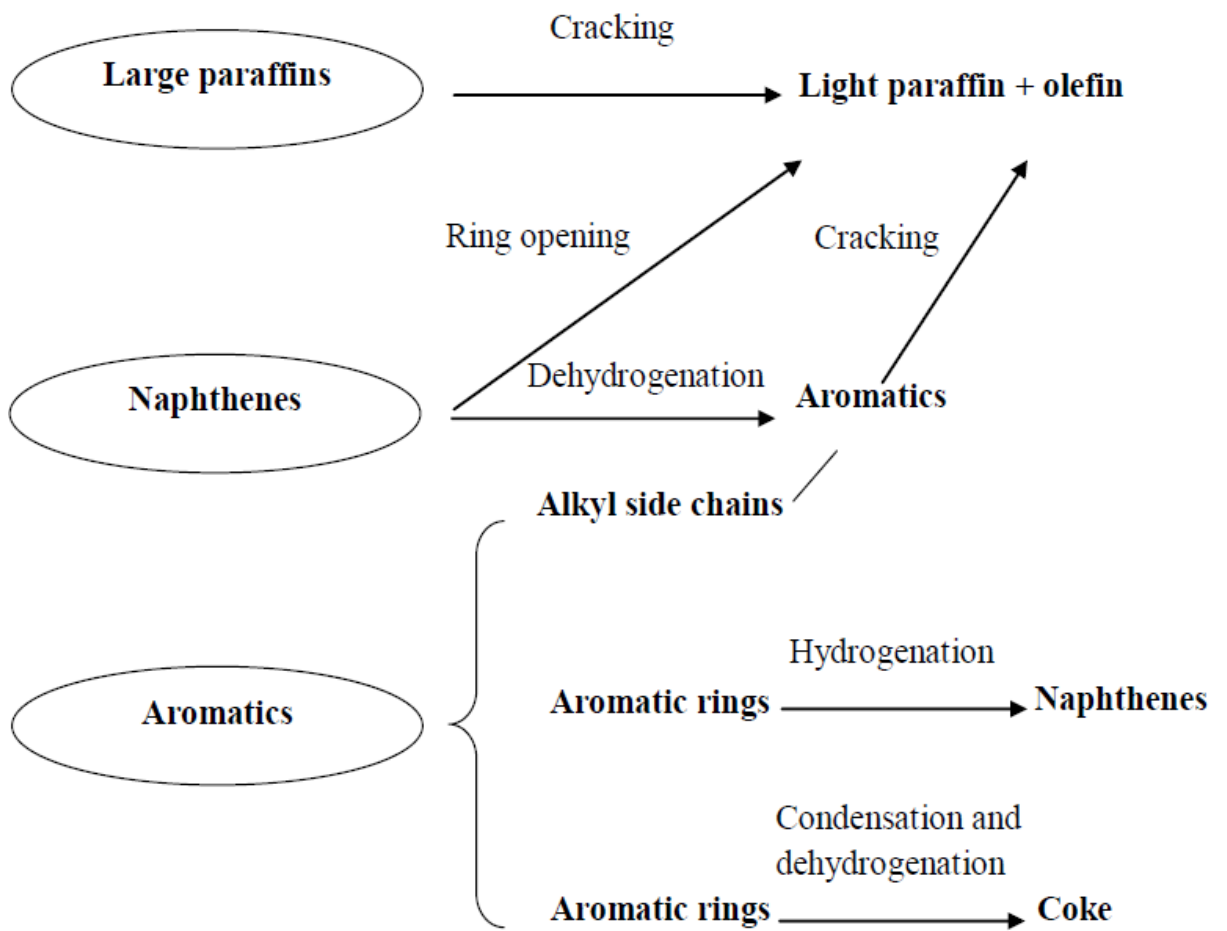 Cracking
Large paraffins
Light paraffin + olefin
Ring opening
Cracking
Dehydrogenation
Naphthenes
Aromatics
Alkyl side chains
Hydrogenation
Aromatics
Aromatic rings
Naphthenes
Condensation and
dehydrogenation
Aromatic rings
Coke